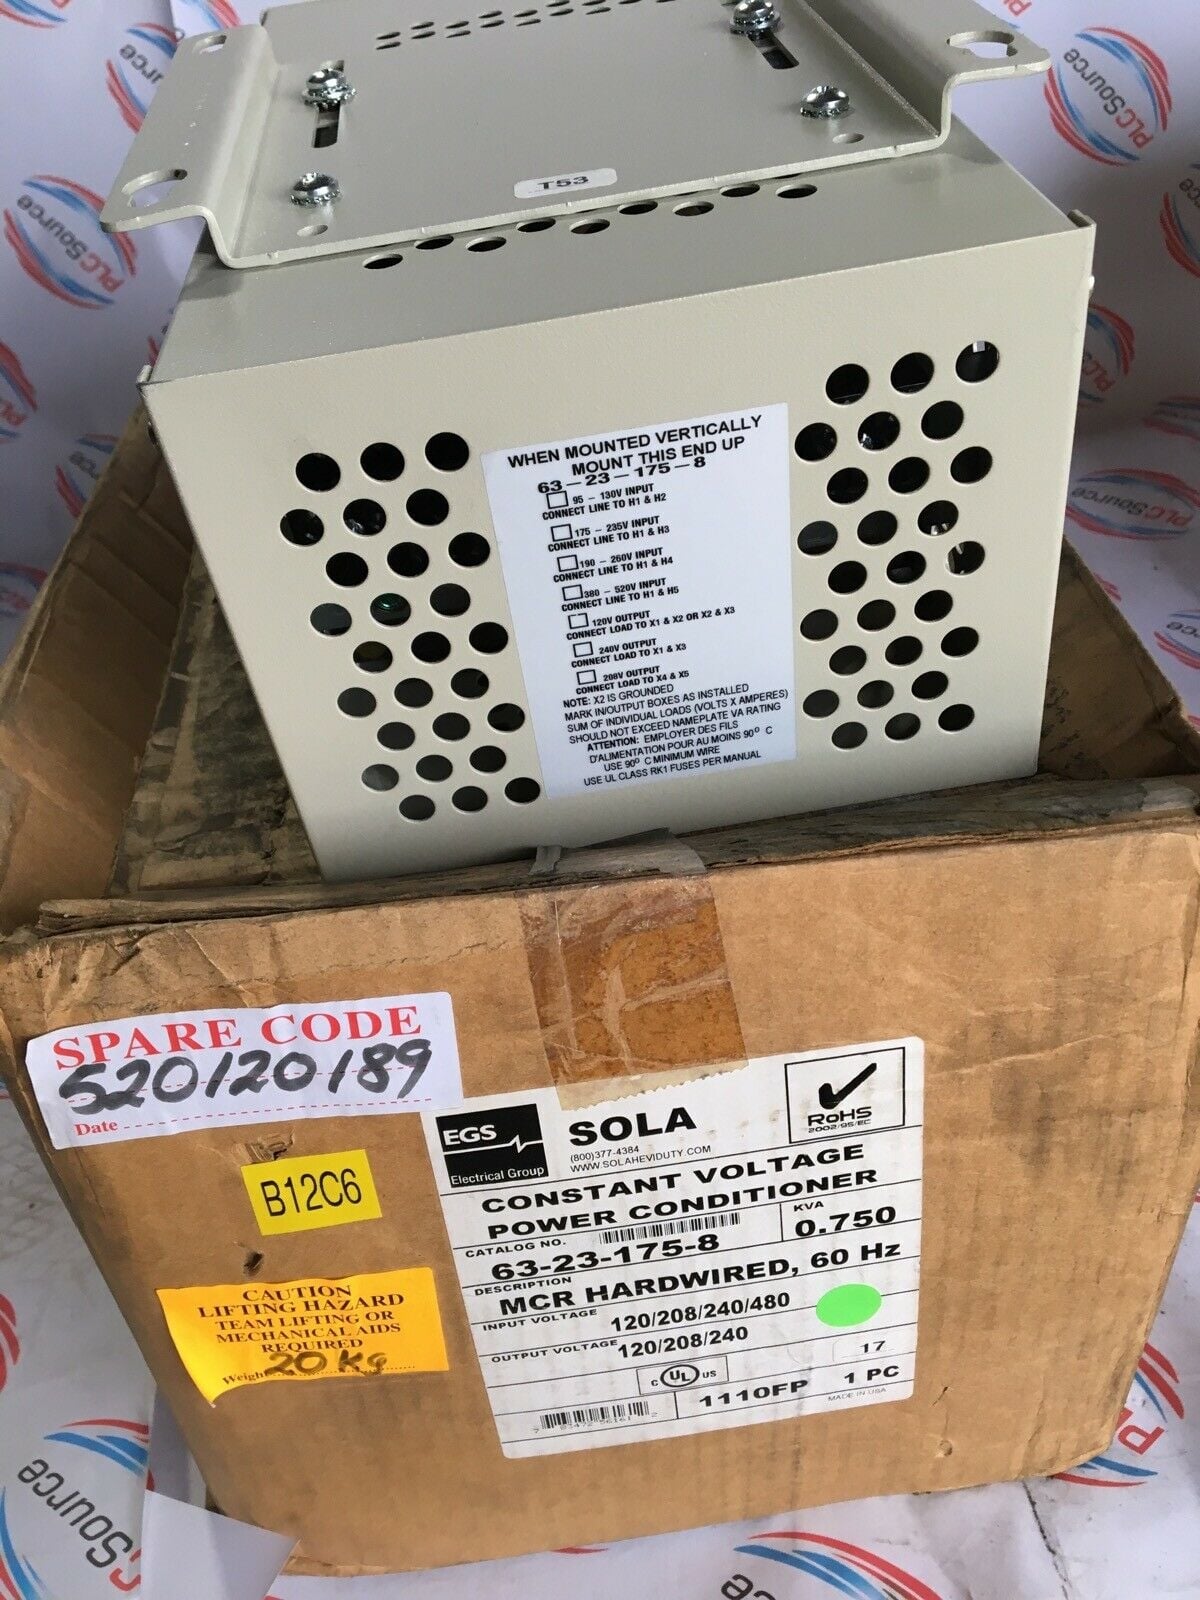 T53
WHEN MOUNTED VERTICALLY
MOUNT THIS END UP
63-23-175-8
95 - 130V INPUT
CONNECT LINE TO H1 & H2
175 - 235V INPUT
CONNECT LINE TO H1 & H3
190 - 260V INPUT
CONNECT LINE TO H1 & H4
380 - 520V INPUT
CONNECT LINE TO H1 & H5
120V OUTPUT
CONNECT LOAD TO X1 & X2 OR X2 & X3
240V OUTPUT
CONNECT LOAD TO X1 & X3
208V OUTPUT
CONNECT LOAD TO X4 & X5
NOTE: X2 IS GROUNDED
MARK IN/OUTPUT BOXES AS INSTALLED
SUM OF INDIVIDUAL LOADS (VOLTS X AMPERES)
SHOULD NOT EXCEED NAMEPLATE VA RATING
ATTENTION: EMPLOYER DES FILS
D'ALIMENTATION POUR AU MOINS 90° C
USE 90° C MINIMUM WIRE
USE UL CLASS RK1 FUSES PER MANUAL
SPARE CODE
520120189
Date
B12C6
CAUTION
LIFTING HAZARD
TEAM LIFTING OR
MECHANICAL AIDS
REQUIRED
Weight 20 Kg
EGS
Electrical Group
SOLA
(800)377-4384
WWW.SOLAHEVIDUTY.COM
RoHS
2002/95/EC
CONSTANT VOLTAGE
POWER CONDITIONER
CATALOG NO.
63-23-175-8
KVA
0.750
DESCRIPTION
MCR HARDWIRED, 60 Hz
INPUT VOLTAGE 120/208/240/480
OUTPUT VOLTAGE 120/208/240
17
C UL US
1110FP 1 PC
MADE IN USA
PLCSource
PLCSource
PLCSource
PLCSource
PLCSource